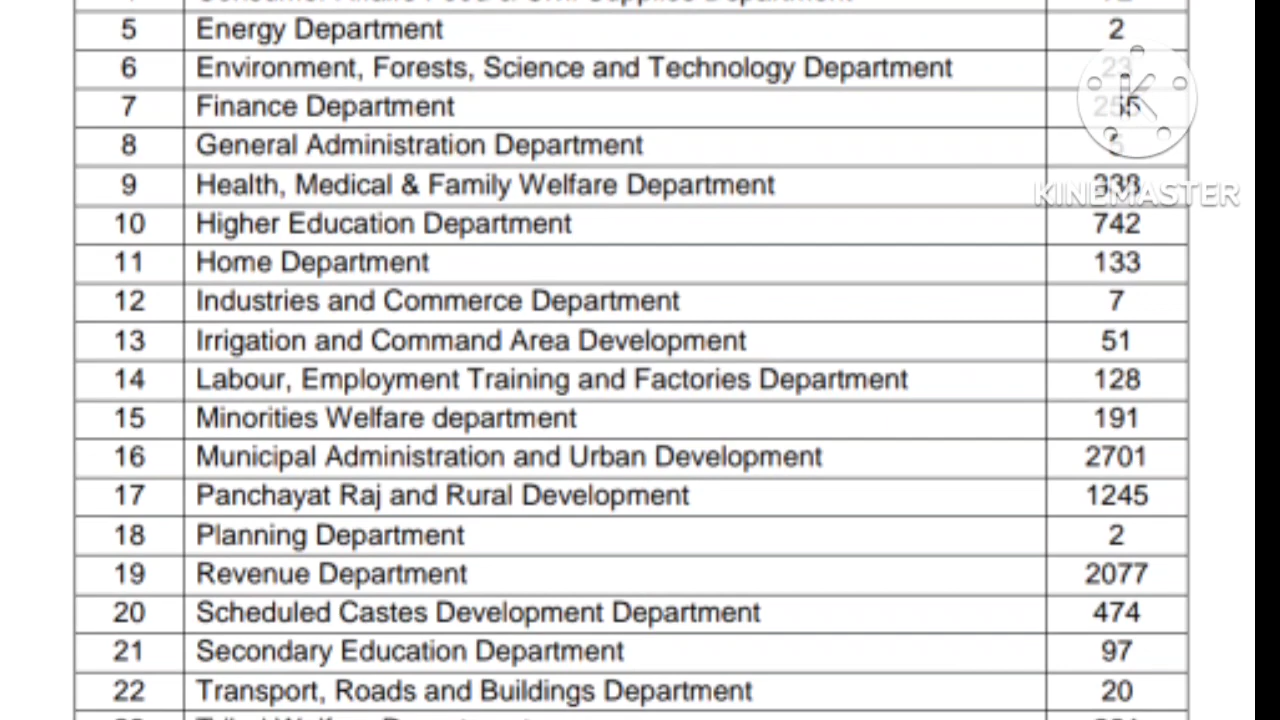 5 Energy Department 2
6 Environment, Forests, Science and Technology Department 23
7 Finance Department 255
8 General Administration Department 5
9 Health, Medical & Family Welfare Department 338
KINEMASTER
10 Higher Education Department 742
11 Home Department 133
12 Industries and Commerce Department 7
13 Irrigation and Command Area Development 51
14 Labour, Employment Training and Factories Department 128
15 Minorities Welfare department 191
16 Municipal Administration and Urban Development 2701
17 Panchayat Raj and Rural Development 1245
18 Planning Department 2
19 Revenue Department 2077
20 Scheduled Castes Development Department 474
21 Secondary Education Department 97
22 Transport, Roads and Buildings Department 20